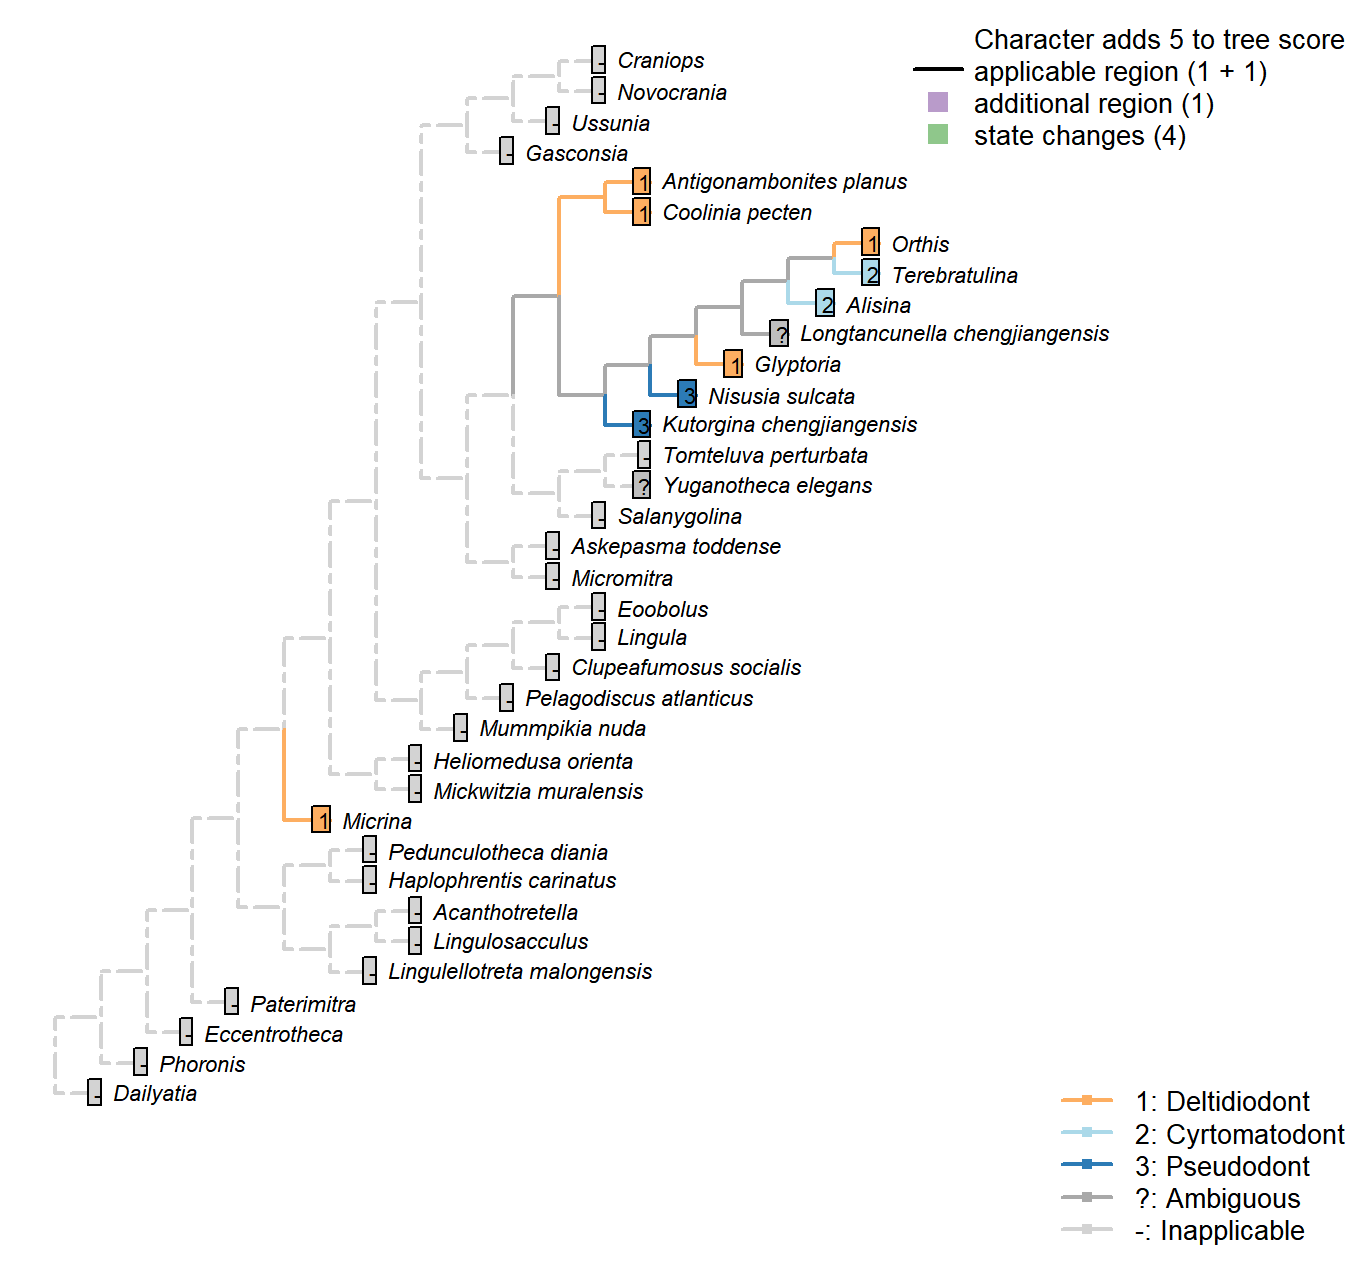 Character adds 5 to tree score
applicable region (1 + 1)
additional region (1)
state changes (4)
- Craniops
- Novocrania
- Ussunia
- Gasconsia
1 Antigonambonites planus
1 Coolinia pecten
1 Orthis
2 Terebratulina
2 Alisina
? Longtancunella chengjiangensis
1 Glyptoria
3 Nisusia sulcata
3 Kutorgina chengjiangensis
- Tomteluva perturbata
? Yuganotheca elegans
- Salanygolina
- Askepasma toddense
- Micromitra
- Eoobolus
- Lingula
- Clupeafumosus socialis
- Pelagodiscus atlanticus
- Mummpikia nuda
- Heliomedusa orienta
- Mickwitzia muralensis
1 Micrina
- Pedunculotheca diania
- Haplophrentis carinatus
- Acanthotretella
- Lingulosacculus
- Lingulellotreta malongensis
- Paterimitra
- Eccentrotheca
- Phoronis
- Dailyatia
1: Deltidiodont
2: Cyrtomatodont
3: Pseudodont
?: Ambiguous
-: Inapplicable